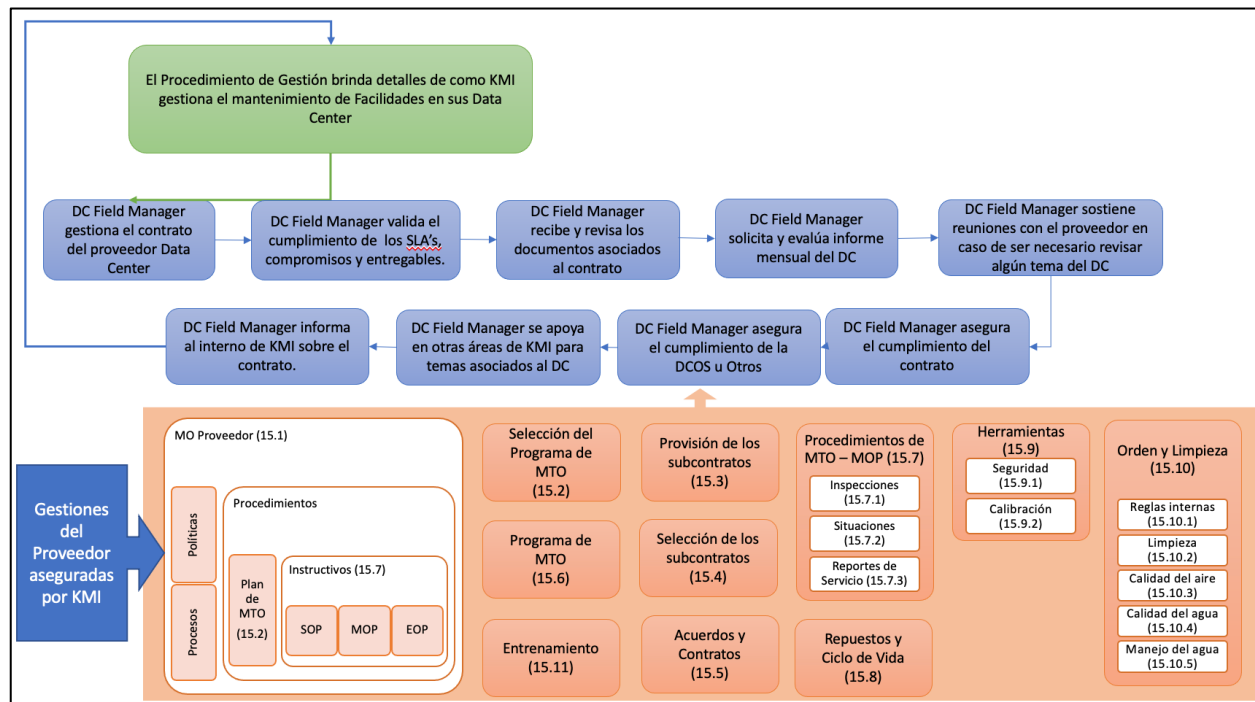 El Procedimiento de Gestión brinda detalles de como KMI
gestiona el mantenimiento de Facilidades en sus Data
Center
DC Field Manager
gestiona el contrato
del proveedor Data
Center
DC Field Manager valida el
cumplimiento de los SLA's,
compromisos y entregables.
DC Field Manager
recibe y revisa los
documentos asociados
al contrato
DC Field Manager
solicita y evalúa informe
mensual del DC
DC Field Manager sostiene
reuniones con el proveedor en
caso de ser necesario revisar
algún tema del DC
DC Field Manager asegura
el cumplimiento del
contrato
DC Field Manager asegura
el cumplimiento de la
DCOS u Otros
DC Field Manager se apoya
en otras áreas de KMI para
temas asociados al DC
DC Field Manager informa
al interno de KMI sobre el
contrato.
Gestiones
del
Proveedor
aseguradas
por KMI
MO Proveedor (15.1)
Políticas
Procesos
Procedimientos
Plan
de
MTO
(15.2)
Instructivos (15.7)
SOP
MOP
EOP
Selección del
Programa de
MTO
(15.2)
Programa de
MTO
(15.6)
Entrenamiento
(15.11)
Provisión de los
subcontratos
(15.3)
Selección de los
subcontratos
(15.4)
Acuerdos y
Contratos
(15.5)
Procedimientos de
MTO – MOP (15.7)
Inspecciones
(15.7.1)
Situaciones
(15.7.2)
Reportes de
Servicio (15.7.3)
Repuestos y
Ciclo de Vida
(15.8)
Herramientas
(15.9)
Seguridad
(15.9.1)
Calibración
(15.9.2)
Orden y Limpieza
(15.10)
Reglas internas
(15.10.1)
Limpieza
(15.10.2)
Calidad del aire
(15.10.3)
Calidad del agua
(15.10.4)
Manejo del agua
(15.10.5)